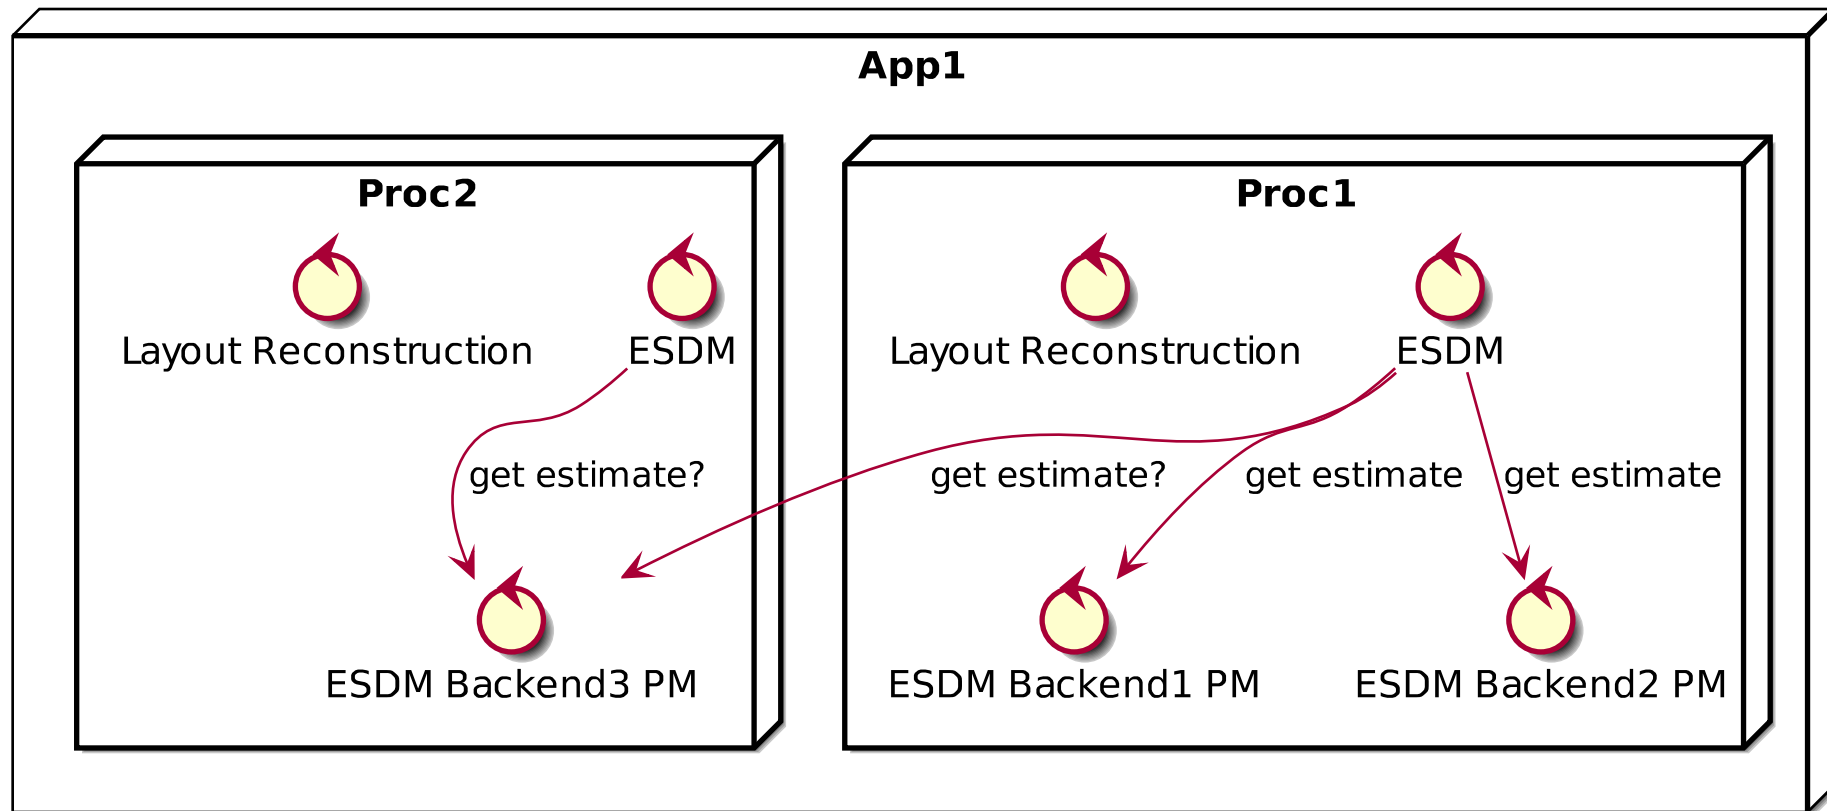 App1
Proc2
Proc1
Layout Reconstruction
ESDM
Layout Reconstruction
ESDM
get estimate?
get estimate?
get estimate
get estimate
ESDM Backend3 PM
ESDM Backend1 PM
ESDM Backend2 PM